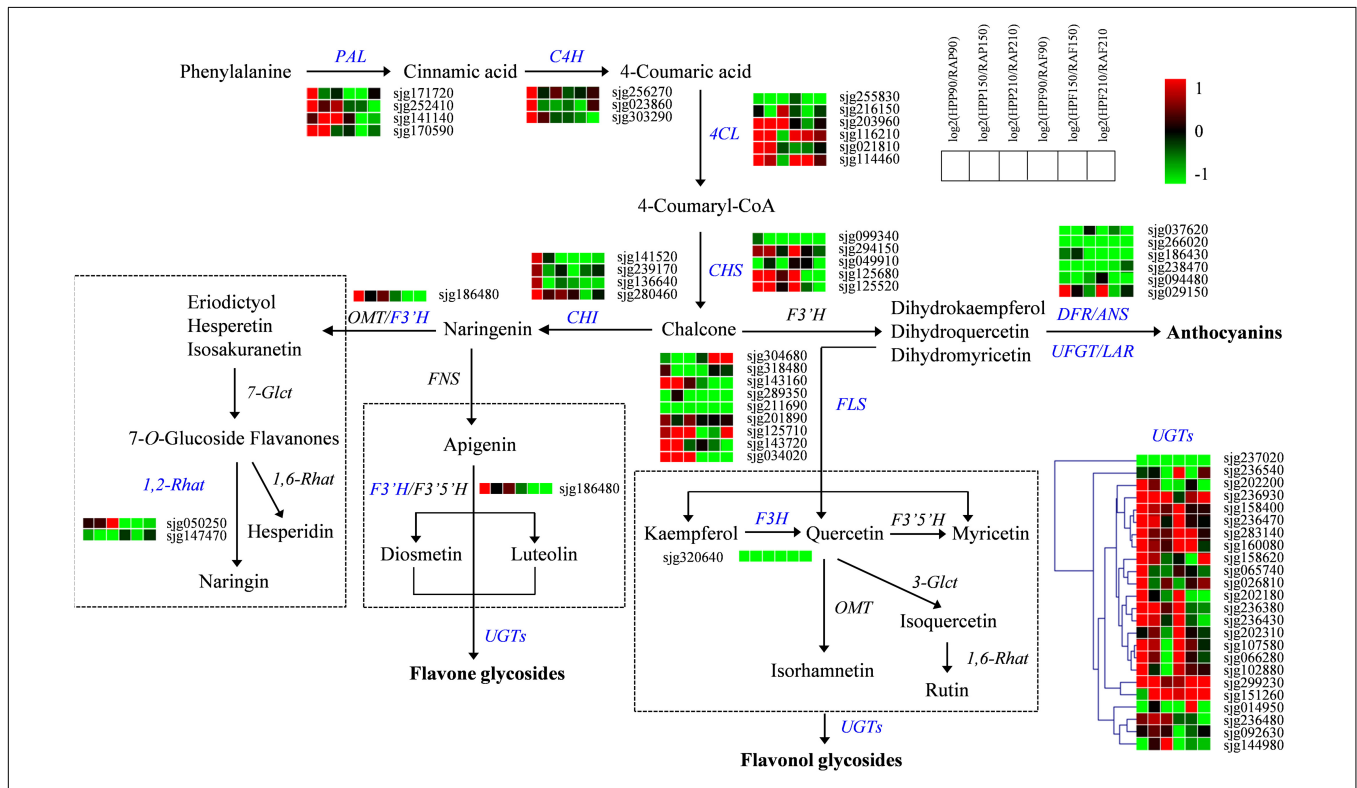 PAL
C4H
Phenylalanine
Cinnamic acid
4-Coumaric acid
sjg171720
sjg252410
sjg141140
sjg170590
sjg256270
sjg023860
sjg303290
4CL
sjg255830
sjg216150
sjg203960
sjg116210
sjg021810
sjg114460
log2(HPP90/RAP90)
log2(HPP150/RAP150)
log2(HPP210/RAP210)
log2(HPF90/RAF90)
log2(HPF150/RAF150)
log2(HPF210/RAF210
1
0
-1
4-Coumaryl-CoA
CHS
sjg099340
sjg294150
sjg049910
sjg125680
sjg125520
sjg037620
sjg266020
sjg186430
sjg238470
sjg094480
sjg029150
sjg141520
sjg239170
sjg136640
sjg280460
sjg186480
OMT/F3'H
Eriodictyol
Hesperetin
Isosakuranetin
Naringenin
CHI
Chalcone
F3'H
Dihydrokaempferol
Dihydroquercetin
Dihydromyricetin
DFR/ANS
UFGT/LAR
Anthocyanins
sjg304680
sjg318480
sjg143160
sjg289350
sjg211690
sjg201890
sjg125710
sjg143720
sjg034020
FNS
FLS
7-Glct
7-O-Glucoside Flavanones
1,2-Rhat
1,6-Rhat
sjg050250
sjg147470
Hesperidin
Naringin
Apigenin
F3'H/F3'5'H
sjg186480
Diosmetin
Luteolin
UGTs
Flavone glycosides
Kaempferol
F3H
Quercetin
F3'5'H
Myricetin
sjg320640
3-Glct
OMT
Isoquercetin
1,6-Rhat
Isorhamnetin
Rutin
UGTs
Flavonol glycosides
UGTs
sjg237020
sjg236540
sjg202200
sjg236930
sjg158400
sjg236470
sjg283140
sjg160080
sjg158620
sjg065740
sjg026810
sjg202180
sjg236380
sjg236430
sjg202310
sjg107580
sjg066280
sjg102880
sjg299230
sjg151260
sjg014950
sjg236480
sjg092630
sjg144980